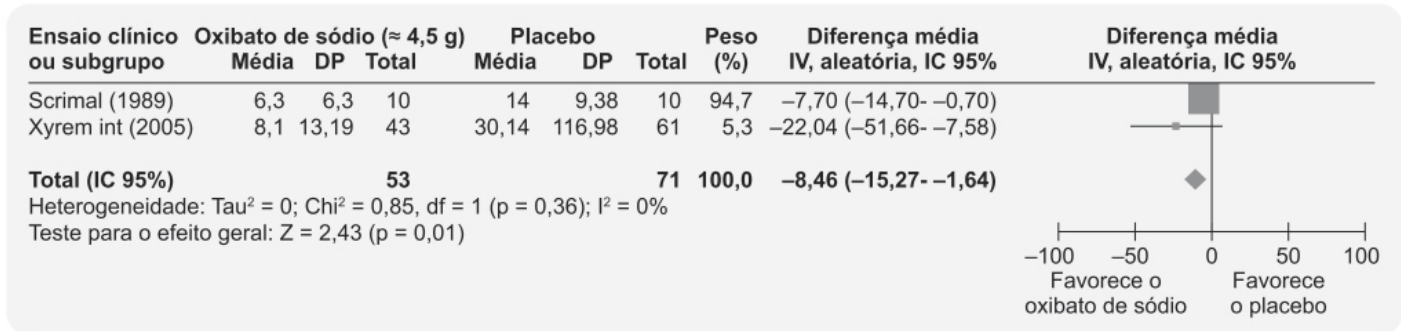 Ensaio clínico Oxibato de sódio (≈ 4,5 g) Placebo Peso Diferença média Diferença média
ou subgrupo Média DP Total Média DP Total (%) IV, aleatória, IC 95% IV, aleatória, IC 95%
Scrimal (1989) 6,3 6,3 10 14 9,38 10 94,7 –7,70 (–14,70- –0,70)
Xyrem int (2005) 8,1 13,19 43 30,14 116,98 61 5,3 –22,04 (–51,66- –7,58)
Total (IC 95%) 53 71 100,0 –8,46 (–15,27- –1,64)
Heterogeneidade: Tau² = 0; Chi² = 0,85, df = 1 (p = 0,36); I² = 0%
Teste para o efeito geral: Z = 2,43 (p = 0,01)
–100 –50 0 50 100
Favorece o Favorece
oxibato de sódio o placebo